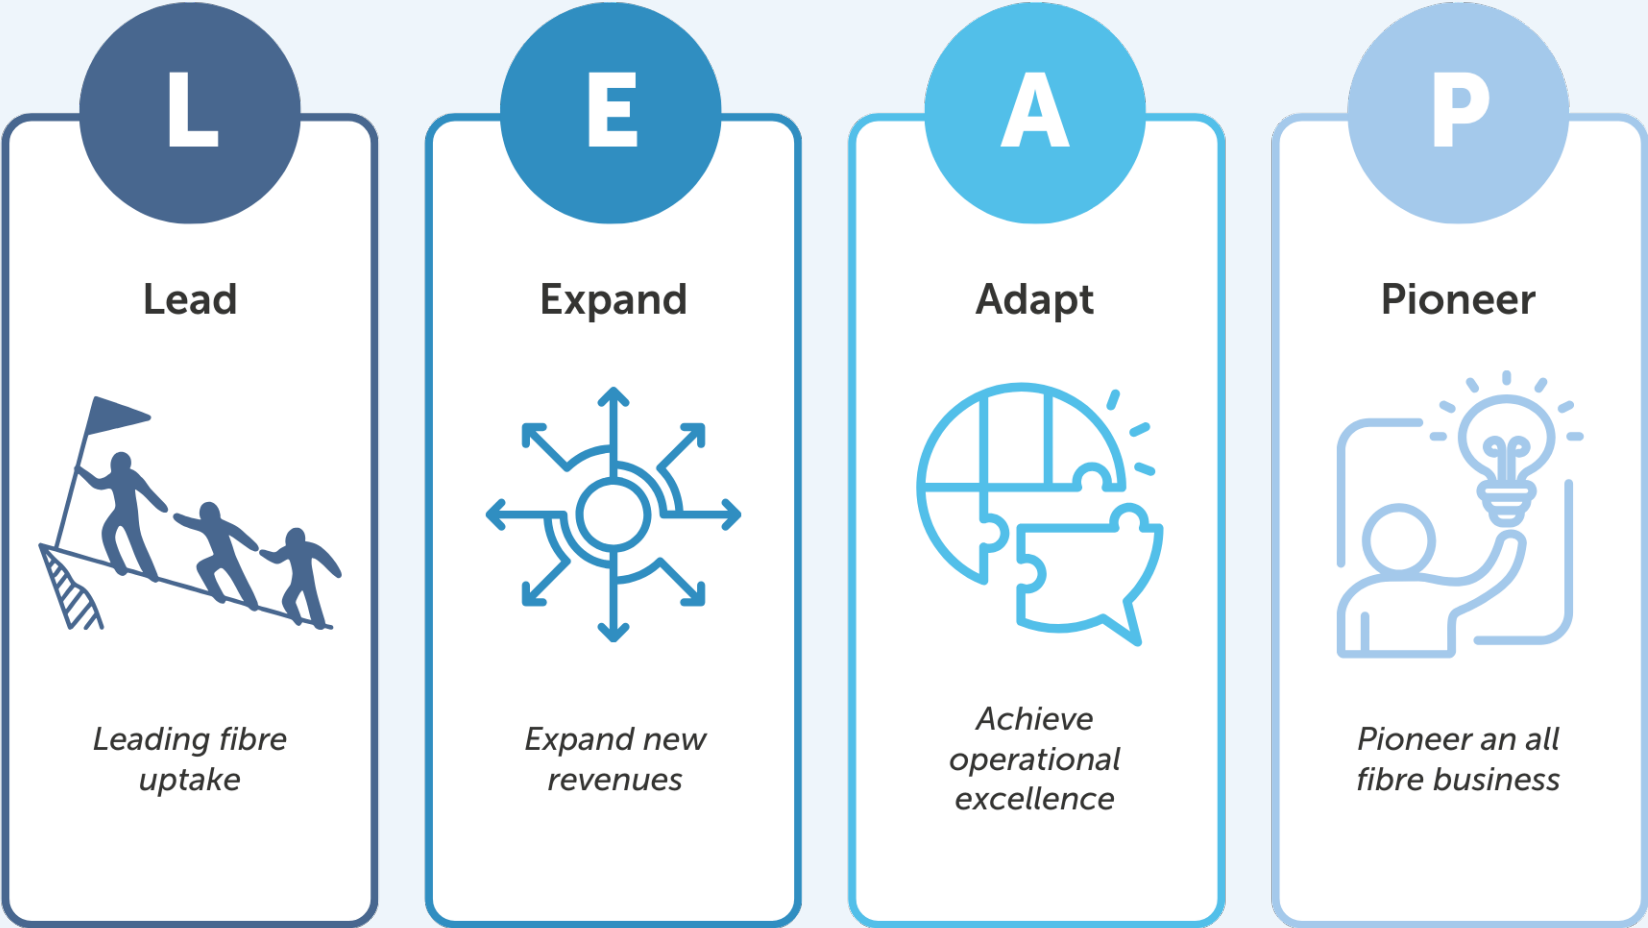 L
Lead
Leading fibre
uptake
E
Expand
Expand new
revenues
A
Adapt
Achieve
operational
excellence
P
Pioneer
Pioneer an all
fibre business